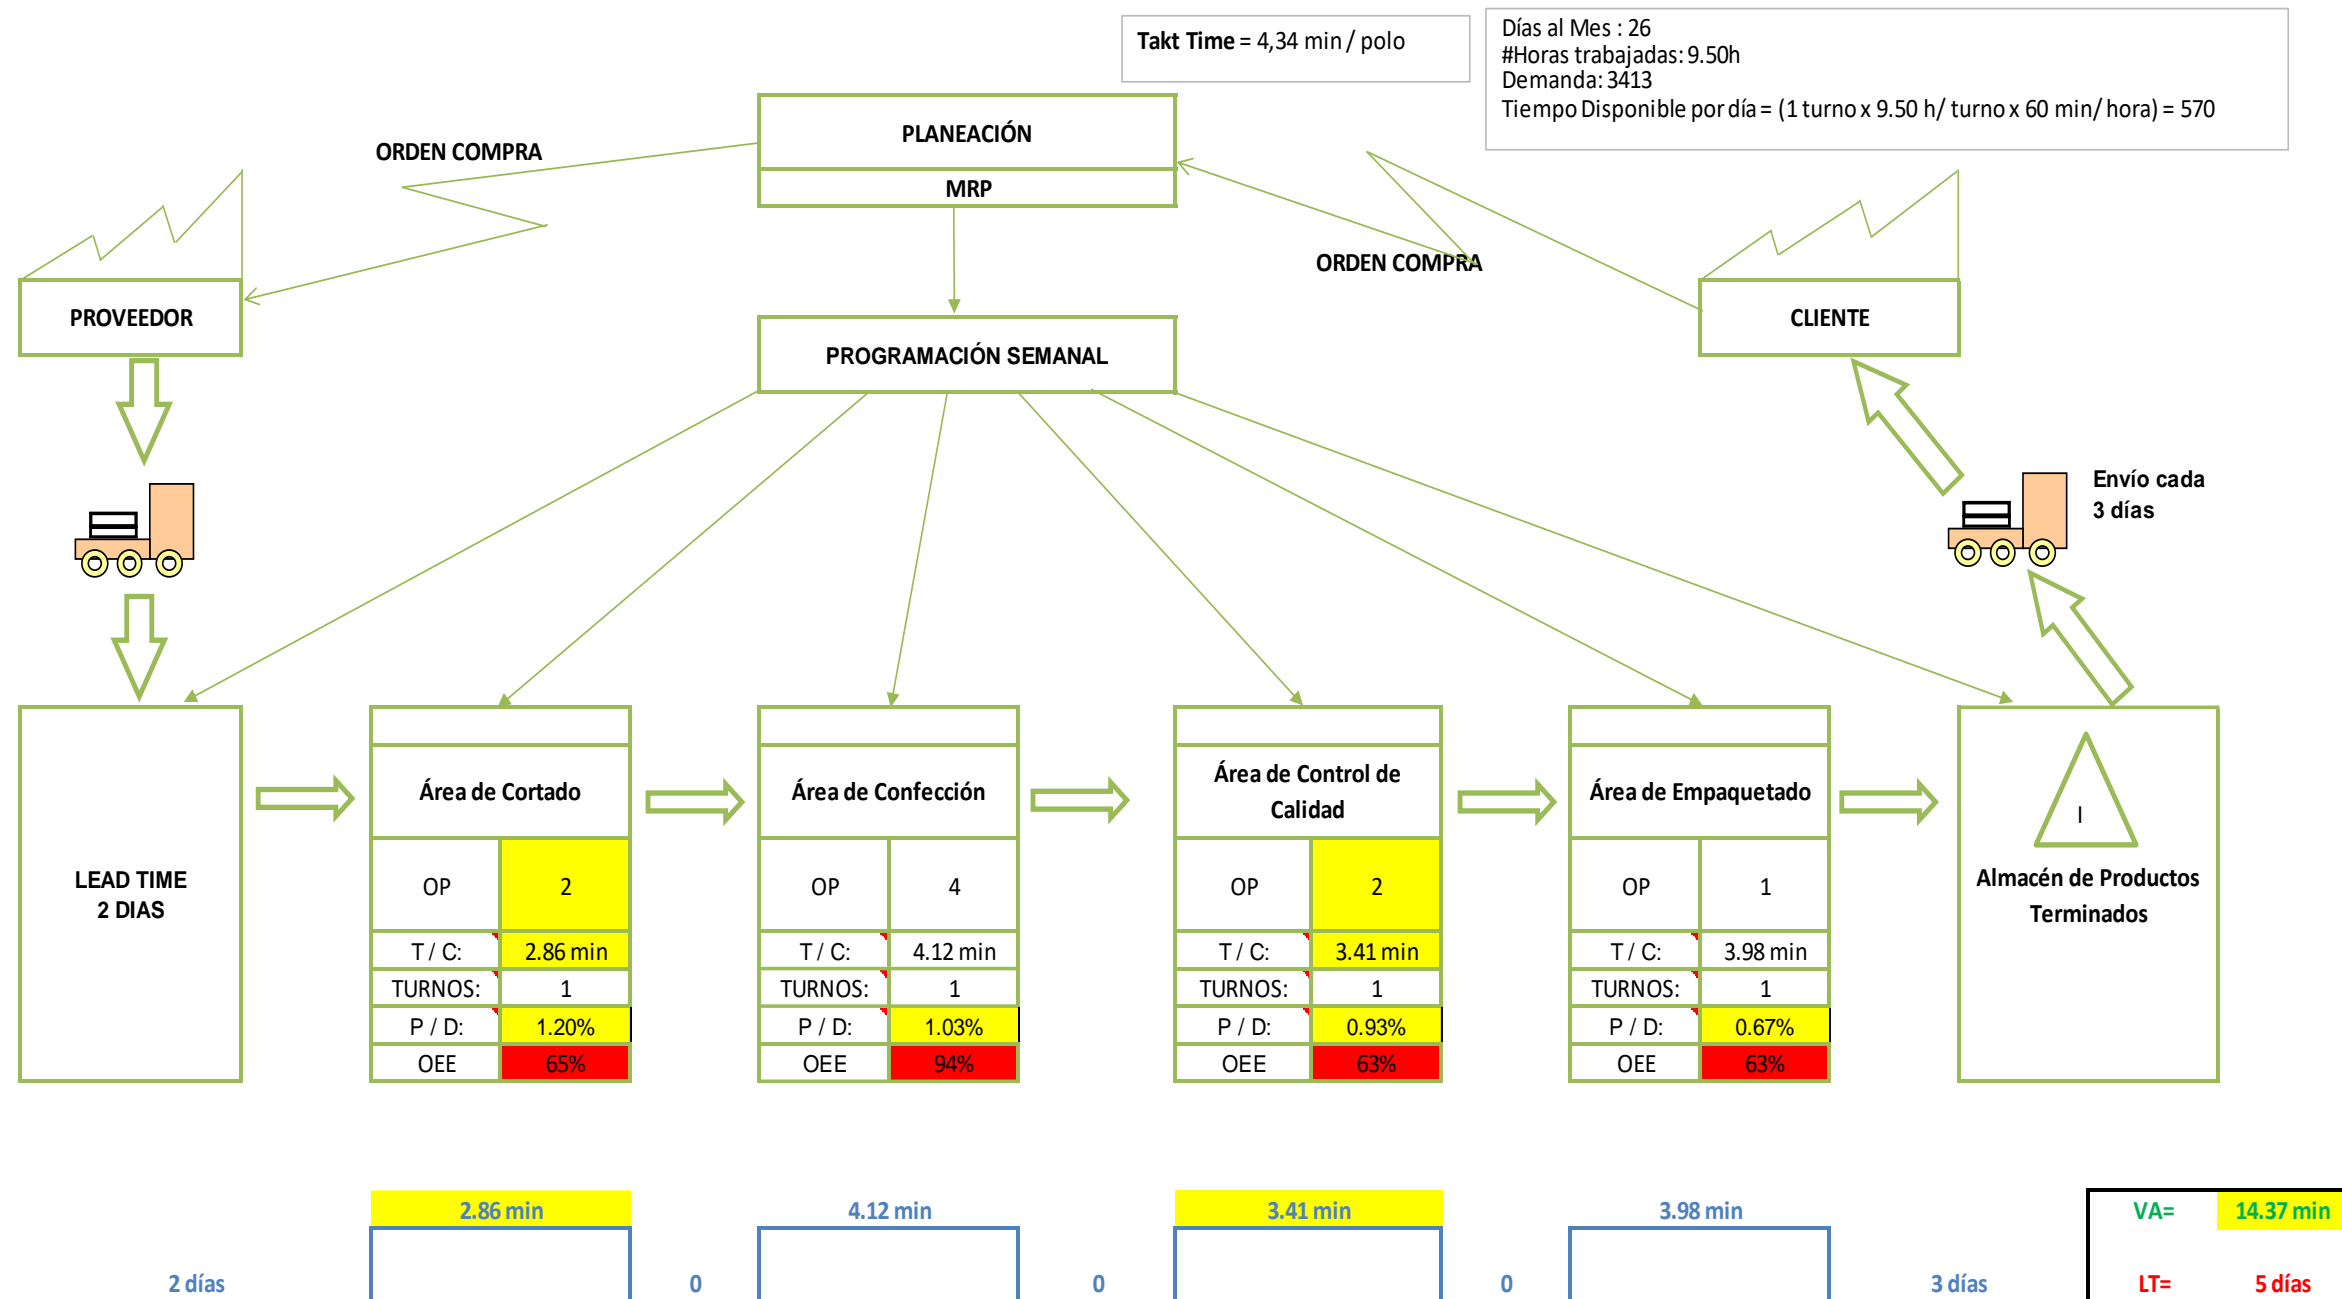 Takt Time = 4,34 min / polo
Días al Mes : 26
#Horas trabajadas: 9.50h
Demanda: 3413
Tiempo Disponible por día = (1 turno x 9.50 h/ turno x 60 min/ hora) = 570
PLANEACIÓN
MRP
ORDEN COMPRA
ORDEN COMPRA
PROVEEDOR
CLIENTE
PROGRAMACIÓN SEMANAL
Envío cada
3 días
LEAD TIME
2 DIAS
Área de Cortado
OP 2
T / C: 2.86 min
TURNOS: 1
P / D: 1.20%
OEE 65%
Área de Confección
OP 4
T / C: 4.12 min
TURNOS: 1
P / D: 1.03%
OEE 94%
Área de Control de
Calidad
OP 2
T / C: 3.41 min
TURNOS: 1
P / D: 0.93%
OEE 63%
Área de Empaquetado
OP 1
T / C: 3.98 min
TURNOS: 1
P / D: 0.67%
OEE 63%
I
Almacén de Productos
Terminados
2.86 min 4.12 min 3.41 min 3.98 min
VA= 14.37 min
2 días 0 0 0 3 días
LT= 5 días